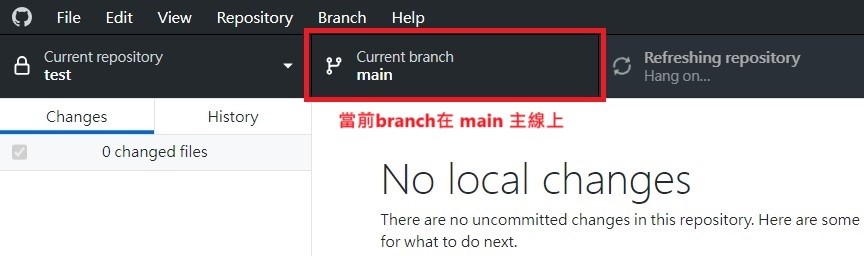 File Edit View Repository Branch Help
Current repository
test
Current branch
main
Refreshing repository
Hang on...
Changes History
當前branch在 main 主線上
0 changed files
No local changes
There are no uncommitted changes in this repository. Here are some
for what to do next.